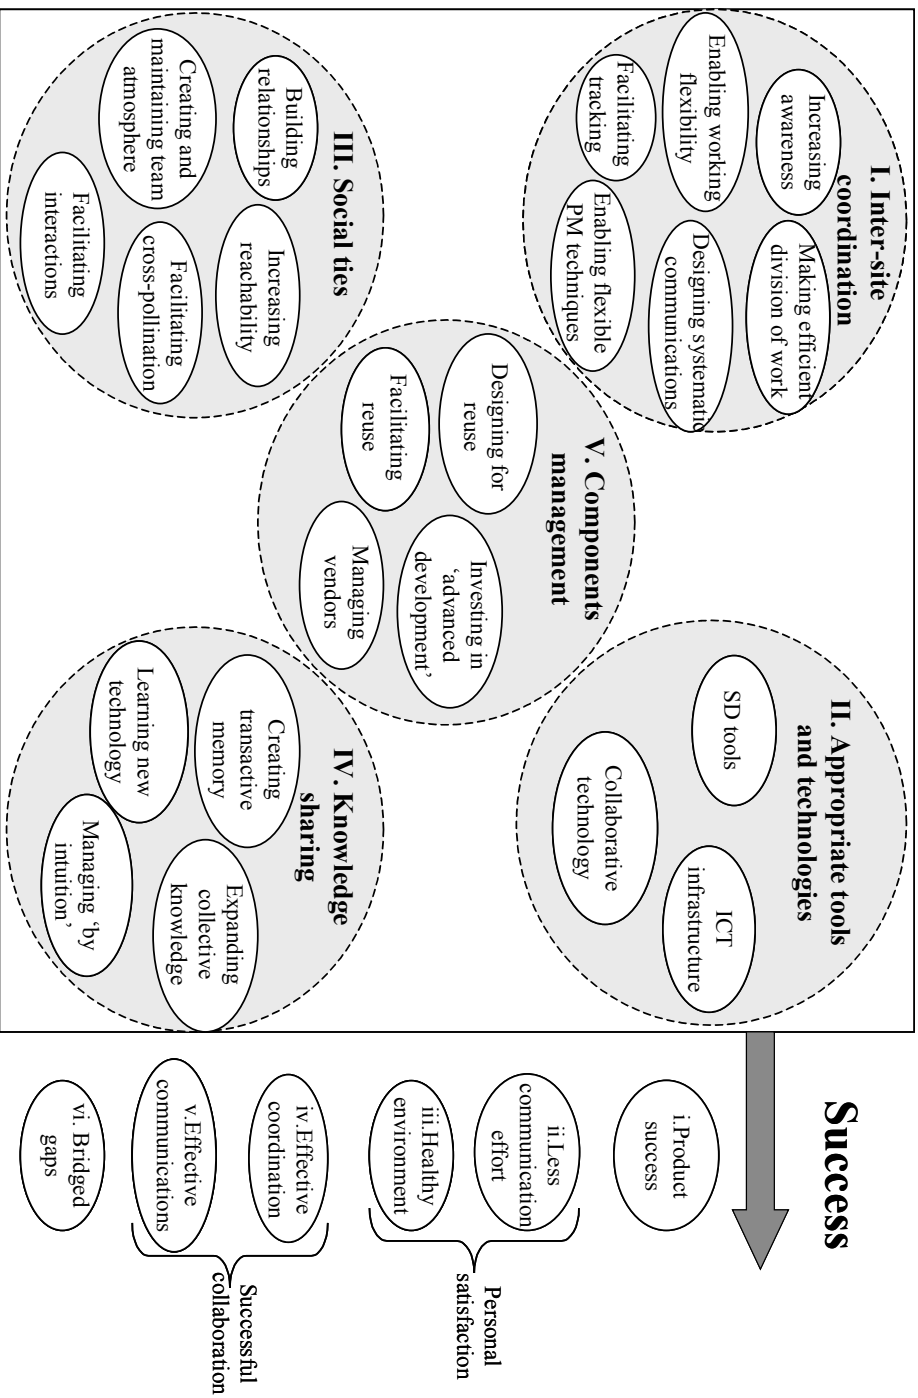 I. Inter-site
coordination
Increasing
awareness
Making efficient
division of work
Enabling working
flexibility
Designing systematic
communications
Facilitating
tracking
Enabling flexible
PM techniques
II. Appropriate tools
and technologies
SD tools
ICT
infrastructure
Collaborative
technology
III. Social ties
Building
relationships
Increasing
reachability
Creating and
maintaining team
atmosphere
Facilitating
cross-pollination
Facilitating
interactions
IV. Knowledge
sharing
Creating
transactive
memory
Expanding
collective
knowledge
Learning new
technology
Managing ‘by
intuition’
V. Components
management
Designing for
reuse
Investing in
‘advanced
development’
Facilitating
reuse
Managing
vendors
Success
i.Product
success
ii.Less
communication
effort
iii.Healthy
environment
Personal
satisfaction
iv.Effective
coordination
v.Effective
communications
Successful
collaboration
vi. Bridged
gaps